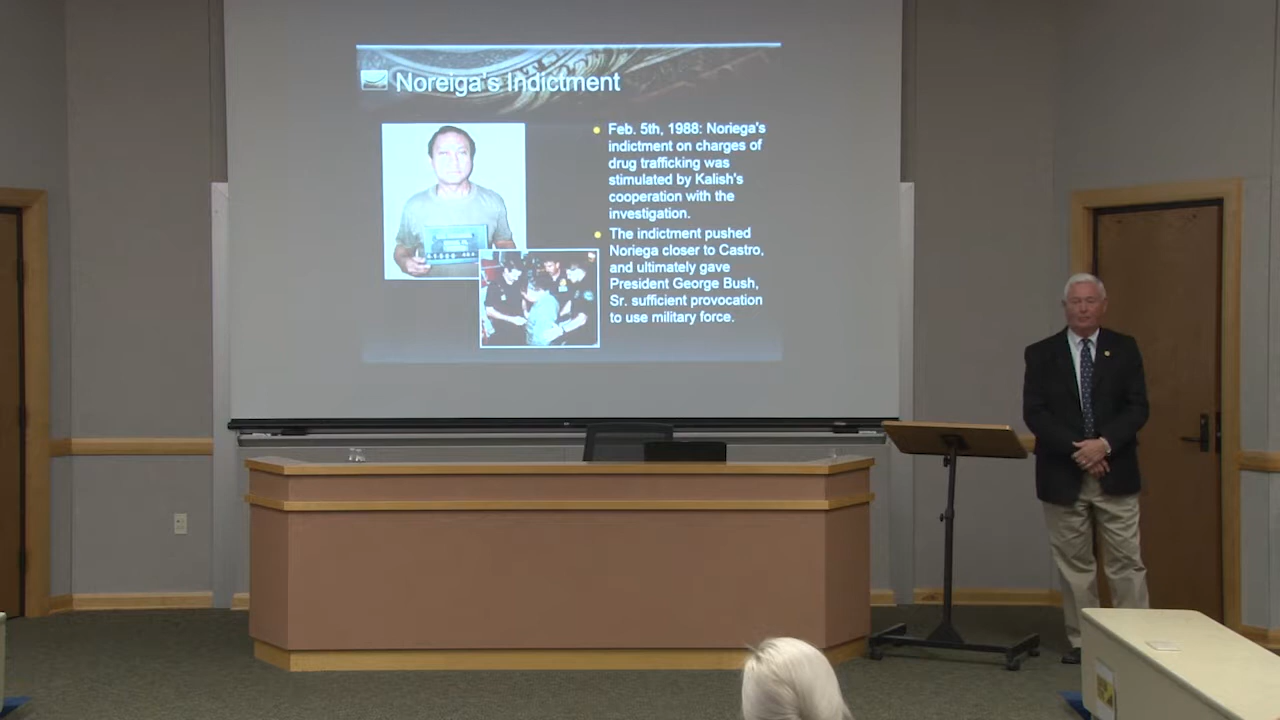 Noreiga's Indictment
Feb. 5th, 1988: Noriega's
indictment on charges of
drug trafficking was
stimulated by Kalish's
cooperation with the
investigation.
The indictment pushed
Noriega closer to Castro,
and ultimately gave
President George Bush,
Sr. sufficient provocation
to use military force.